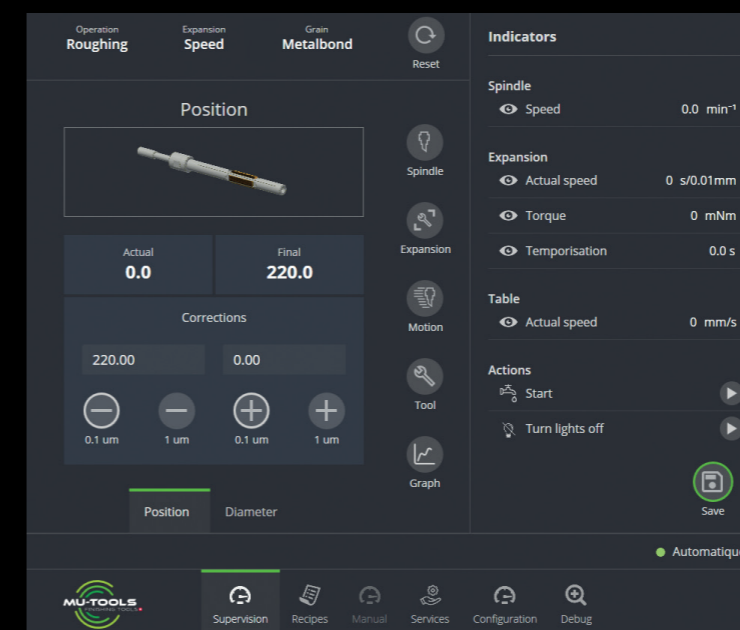 Operation Expansion Grain
Roughing Speed Metalbond
Reset
Position
Actual Final
0.0 220.0
Corrections
220.00 0.00
0.1 um 1 um 0.1 um 1 um
Position Diameter
Spindle
Expansion
Motion
Tool
Graph
Indicators
Spindle
Speed 0.0 min⁻¹
Expansion
Actual speed 0 s/0.01mm
Torque 0 mNm
Temporisation 0.0 s
Table
Actual speed 0 mm/s
Actions
Start
Turn lights off
Save
Automatique
MU-TOOLS
FINISHING TOOLS
Supervision Recipes Manual Services Configuration Debug